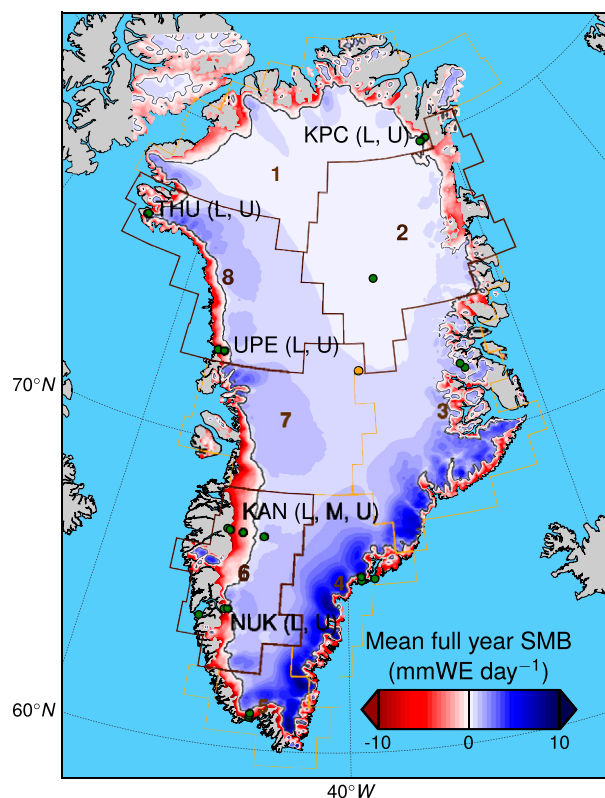 KPC (L, U)
1
THU (L, U)
2
8
UPE (L, U)
70°N
3
7
KAN (L, M, U)
6
4
NUK (L, U)
Mean full year SMB
(mmWE day⁻¹)
5
60°N
-10 0 10
40°W